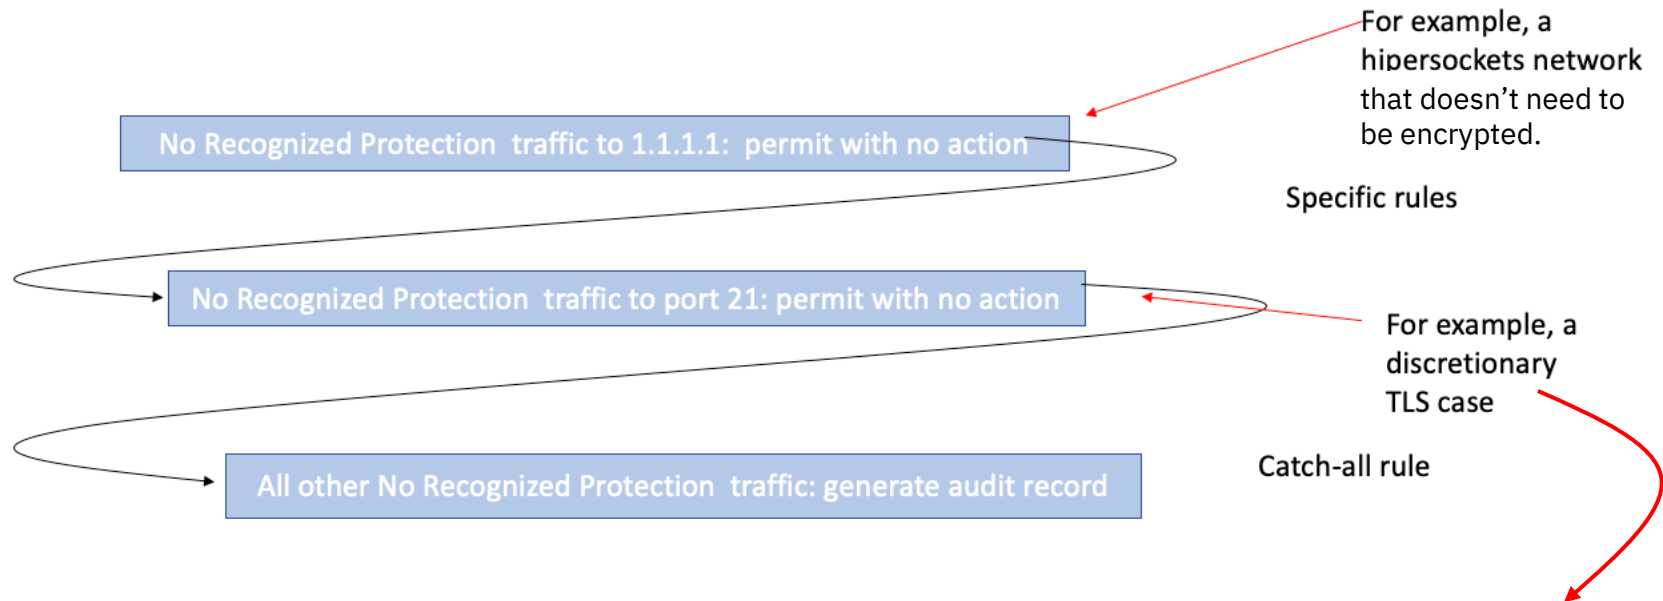 For example, a
hipersockets network
that doesn’t need to
be encrypted.
No Recognized Protection traffic to 1.1.1.1: permit with no action
Specific rules
No Recognized Protection traffic to port 21: permit with no action
For example, a
discretionary
TLS case
Catch-all rule
All other No Recognized Protection traffic: generate audit record